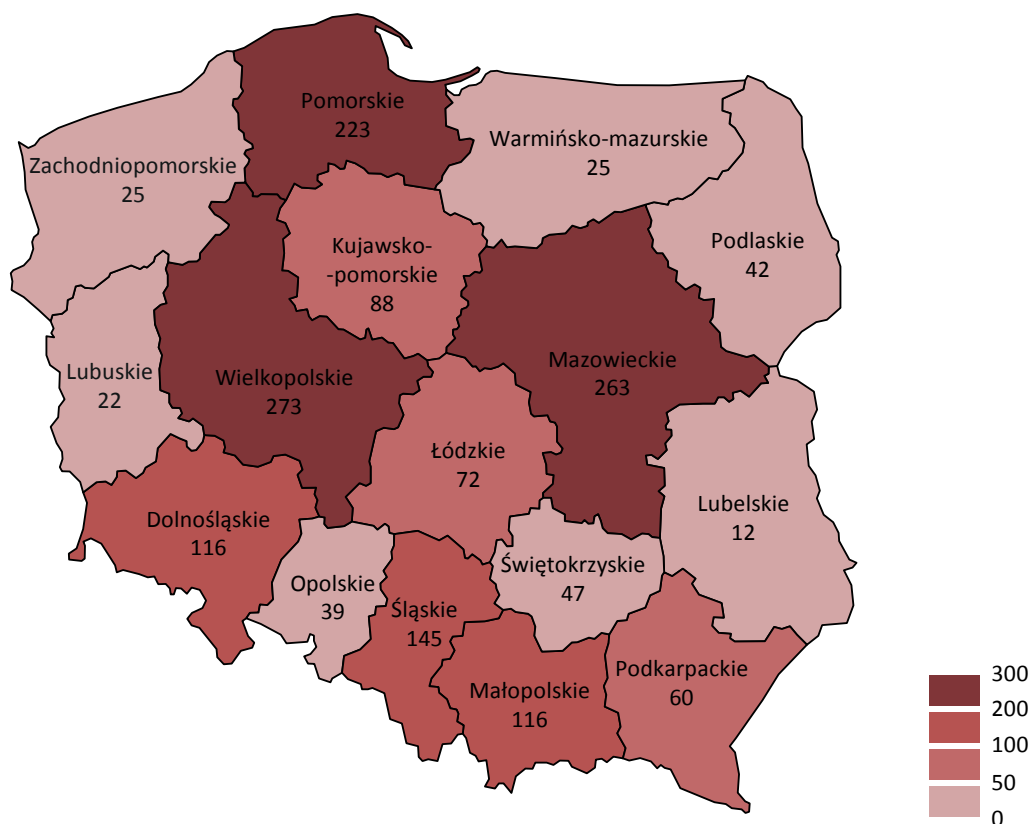 Pomorskie
223
Warmińsko-mazurskie
25
Zachodniopomorskie
25
Podlaskie
42
Kujawsko-
-pomorskie
88
Mazowieckie
263
Lubuskie
22
Wielkopolskie
273
Łódzkie
72
Lubelskie
12
Dolnośląskie
116
Świętokrzyskie
47
Opolskie
39
Śląskie
145
Podkarpackie
60
Małopolskie
116
300
200
100
50
0